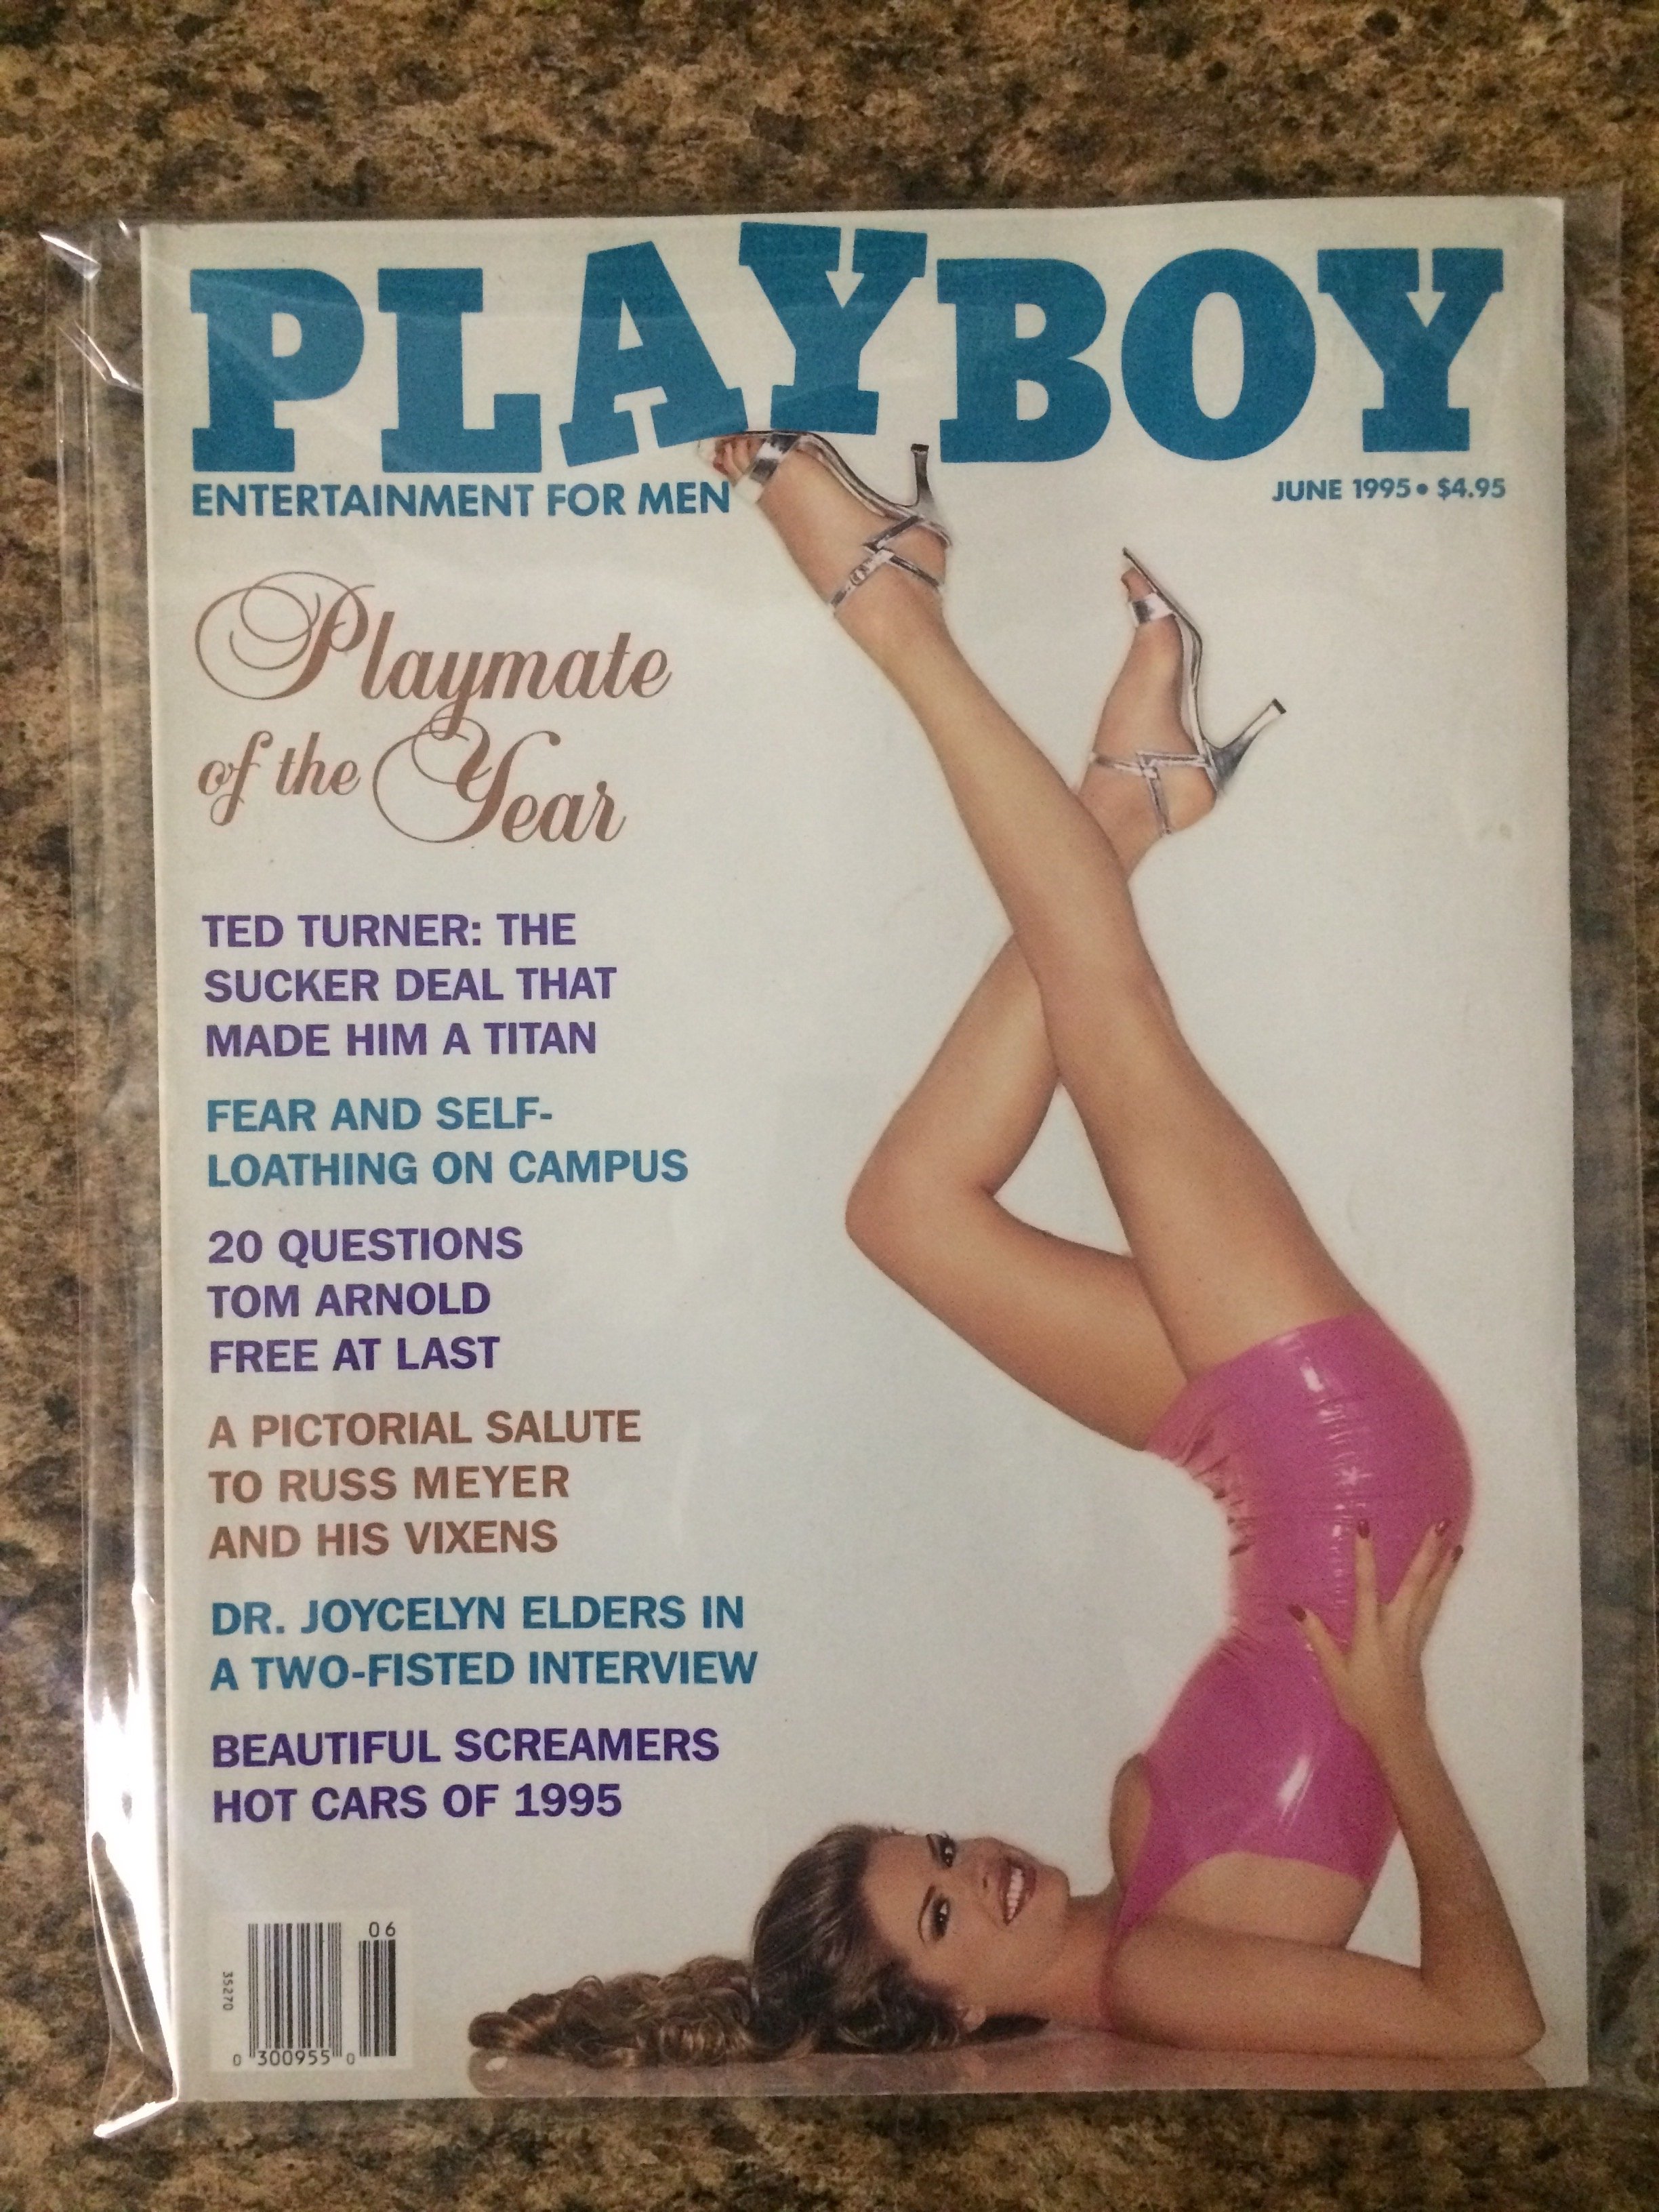 PLAYBOY
ENTERTAINMENT FOR MEN
JUNE 1995 • $4.95
Playmate
of the Year
TED TURNER: THE
SUCKER DEAL THAT
MADE HIM A TITAN
FEAR AND SELF-
LOATHING ON CAMPUS
20 QUESTIONS
TOM ARNOLD
FREE AT LAST
A PICTORIAL SALUTE
TO RUSS MEYER
AND HIS VIXENS
DR. JOYCELYN ELDERS IN
A TWO-FISTED INTERVIEW
BEAUTIFUL SCREAMERS
HOT CARS OF 1995
06
35270
0 300955 0